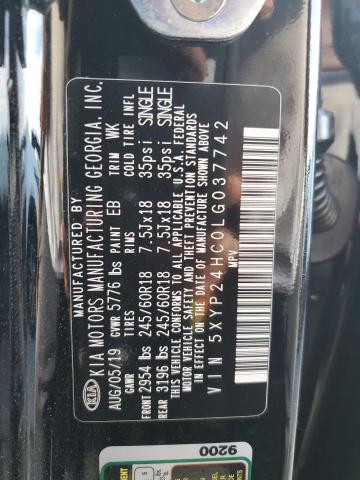 MANUFACTURED BY
KIA
KIA MOTORS MANUFACTURING GEORGIA, INC.
AUG/05/19 GVWR 5776 lbs PAINT EB TRIM WK
GAWR TIRES RIMS COLD TIRE INFL
FRONT 2954 lbs 245/60R18 7.5Jx18 35psi SINGLE
REAR 3196 lbs 245/60R18 7.5Jx18 35psi SINGLE
THIS VEHICLE CONFORMS TO ALL APPLICABLE U.S.A. FEDERAL
MOTOR VEHICLE SAFETY AND THEFT PREVENTION STANDARDS
IN EFFECT ON THE DATE OF MANUFACTURE SHOWN ABOVE
VIN 5XYP24HC0LG037742
MPV
9200